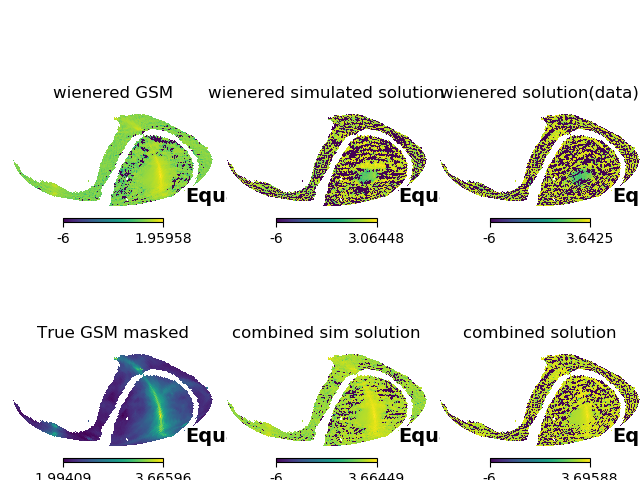 wienered GSM
wienered simulated solution
wienered solution(data)
Equ
Equ
Eq
-6
1.95958
-6
3.06448
-6
3.6425
True GSM masked
combined sim solution
combined solution
Equ
Equ
Eq
1.99409
3.66596
-6
3.66449
-6
3.69588